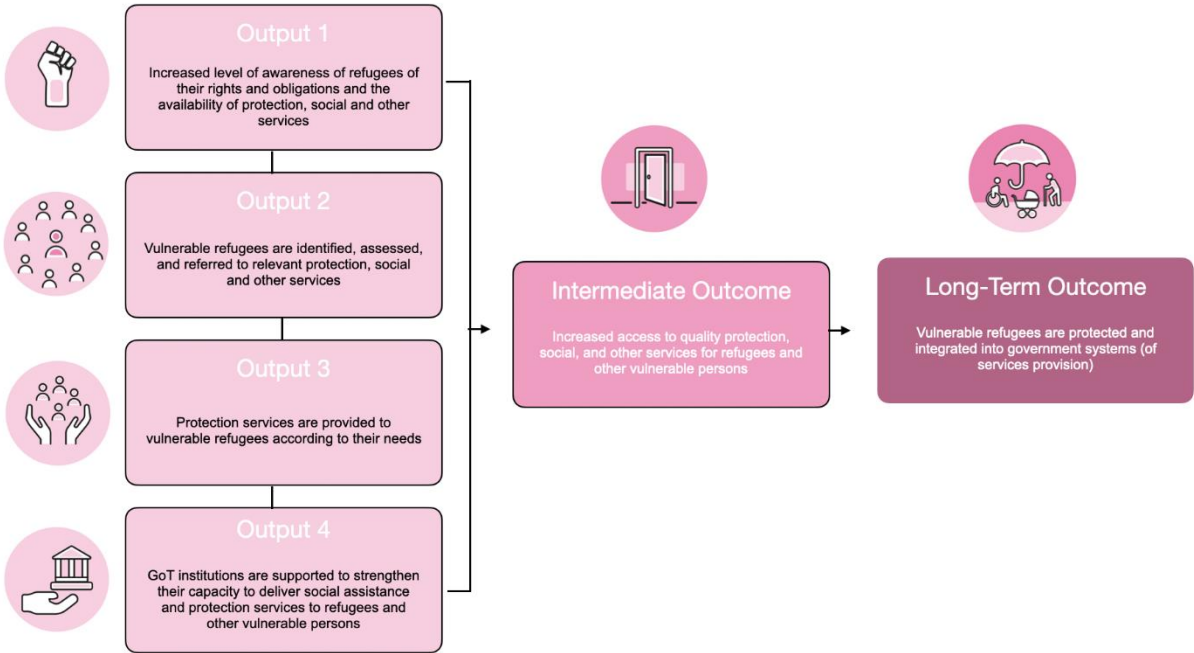 Output 1
Increased level of awareness of refugees of
their rights and obligations and the
availability of protection, social and other
services
Output 2
Vulnerable refugees are identified, assessed,
and referred to relevant protection, social
and other services
Output 3
Protection services are provided to
vulnerable refugees according to their needs
Output 4
GoT institutions are supported to strengthen
their capacity to deliver social assistance
and protection services to refugees and
other vulnerable persons
Intermediate Outcome
Increased access to quality protection,
social, and other services for refugees and
other vulnerable persons
Long-Term Outcome
Vulnerable refugees are protected and
integrated into government systems (of
services provision)